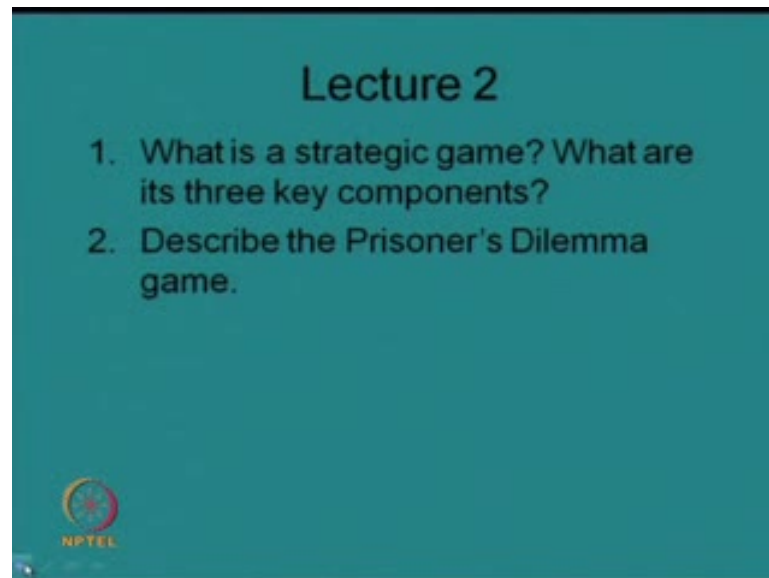 Lecture 2
1. What is a strategic game? What are
its three key components?
2. Describe the Prisoner's Dilemma
game.
NPTEL